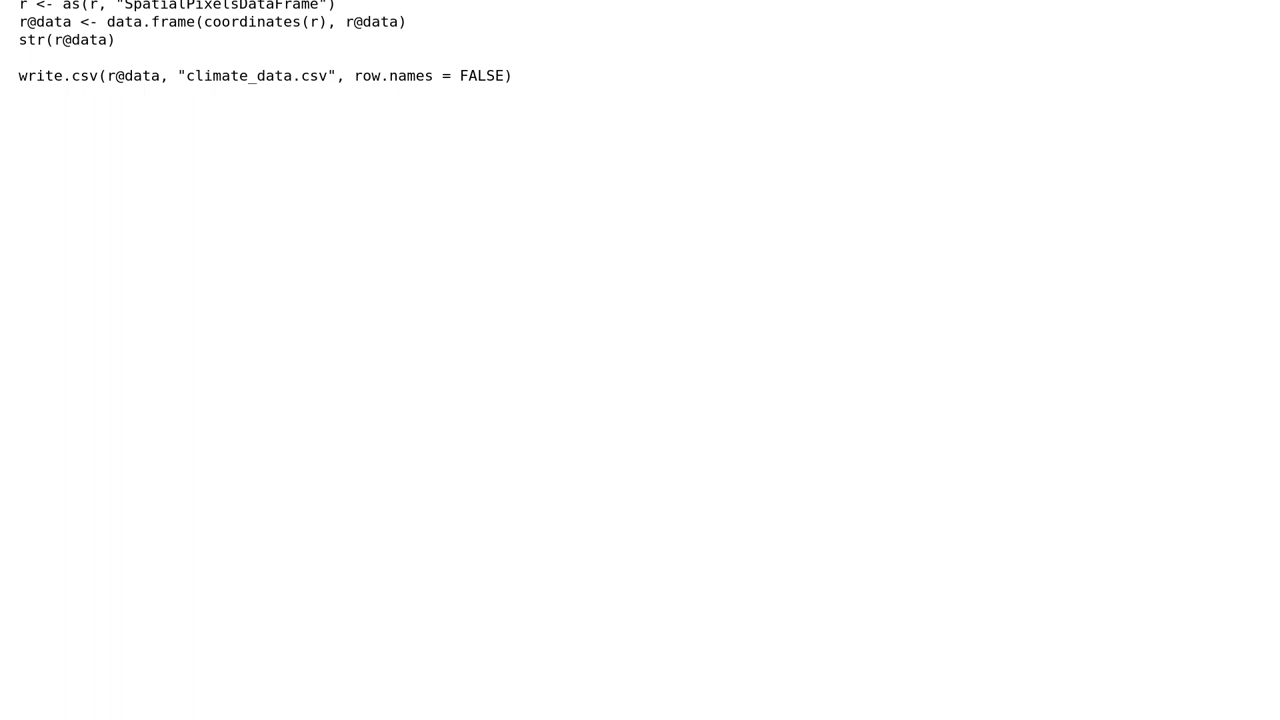 r <- as(r, "SpatialPixelsDataFrame")
r@data <- data.frame(coordinates(r), r@data)
str(r@data)
write.csv(r@data, "climate_data.csv", row.names = FALSE)